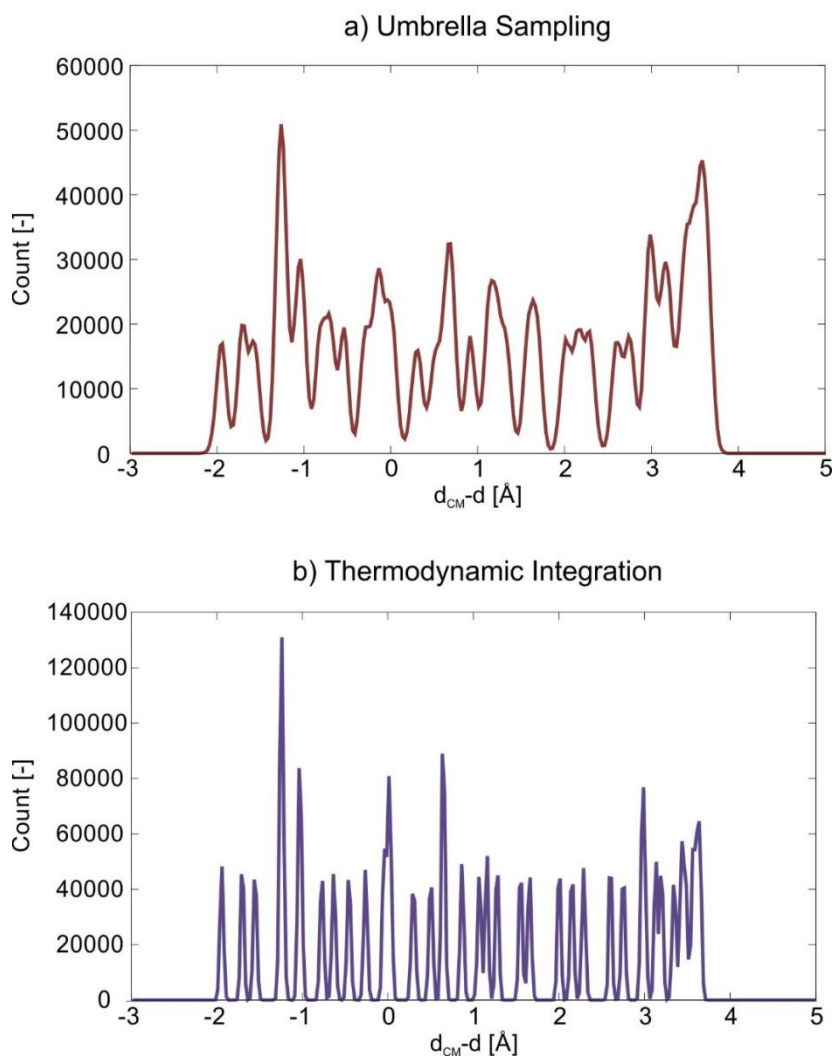 a) Umbrella Sampling
60000
50000
40000
30000
20000
10000
0
Count [-]
-3 -2 -1 0 1 2 3 4 5
dCM-d [Å]
b) Thermodynamic Integration
140000
120000
100000
80000
60000
40000
20000
0
Count [-]
-3 -2 -1 0 1 2 3 4 5
dCM-d [Å]